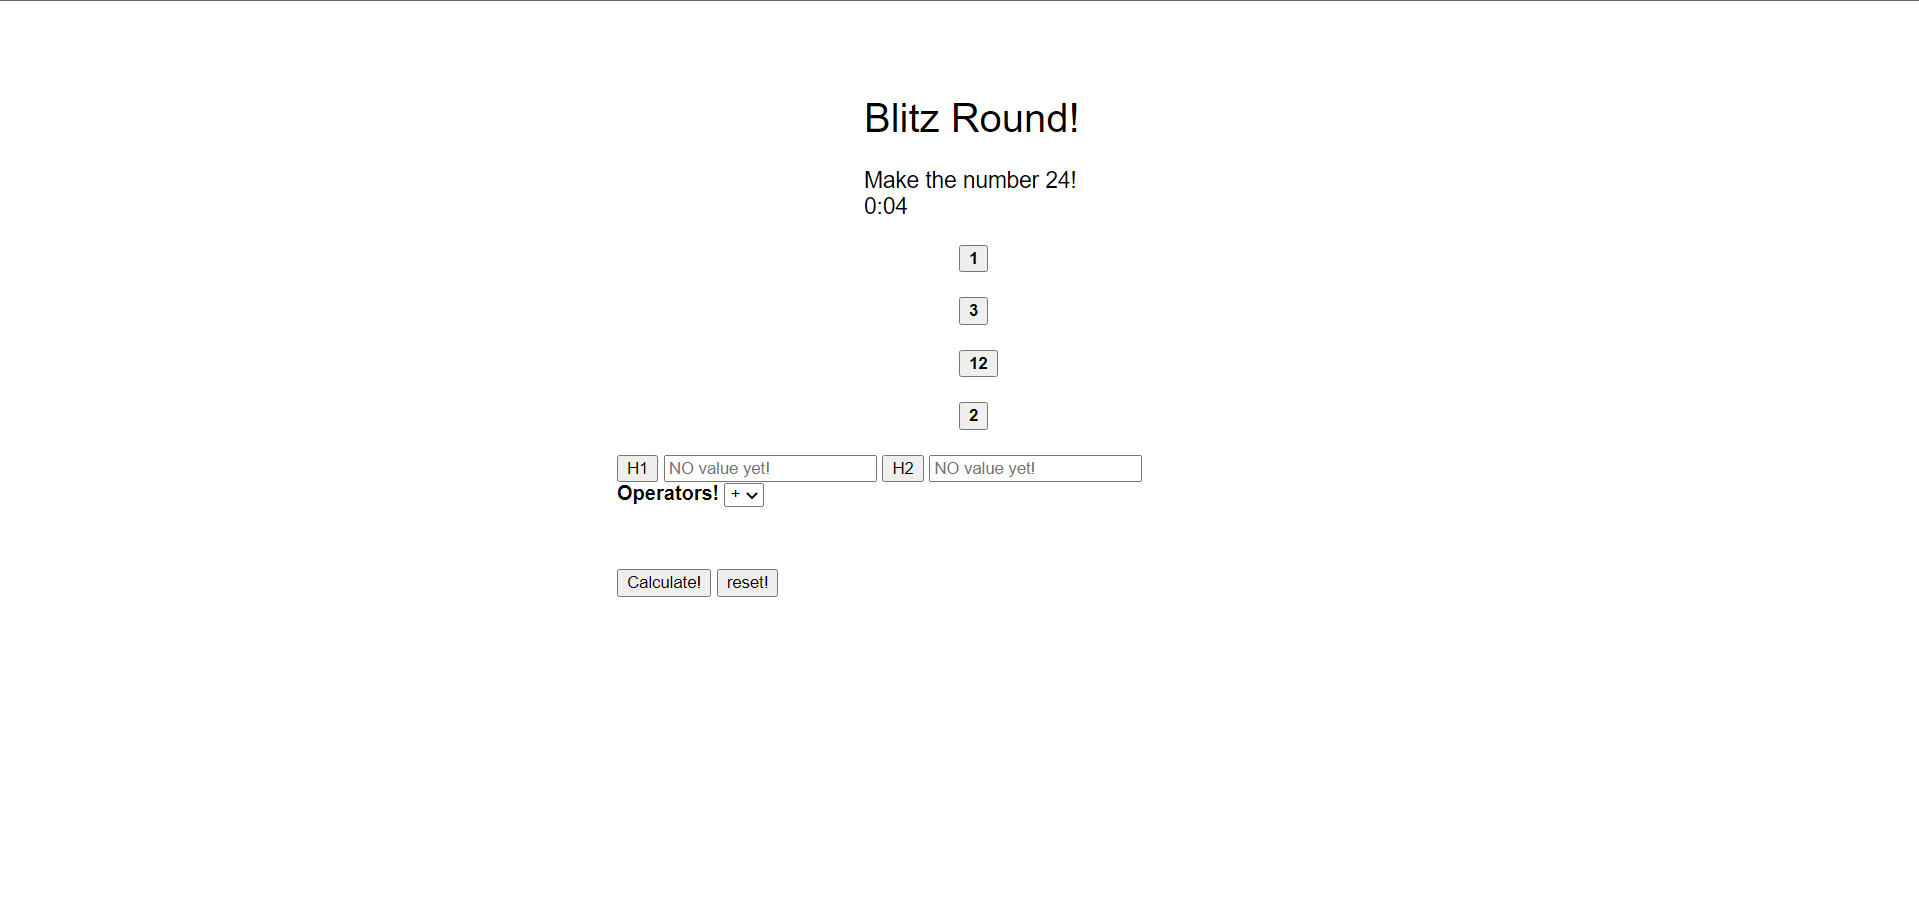 Blitz Round!
Make the number 24!
0:04
1
3
12
2
H1 NO value yet! H2 NO value yet!
Operators! +
Calculate! reset!